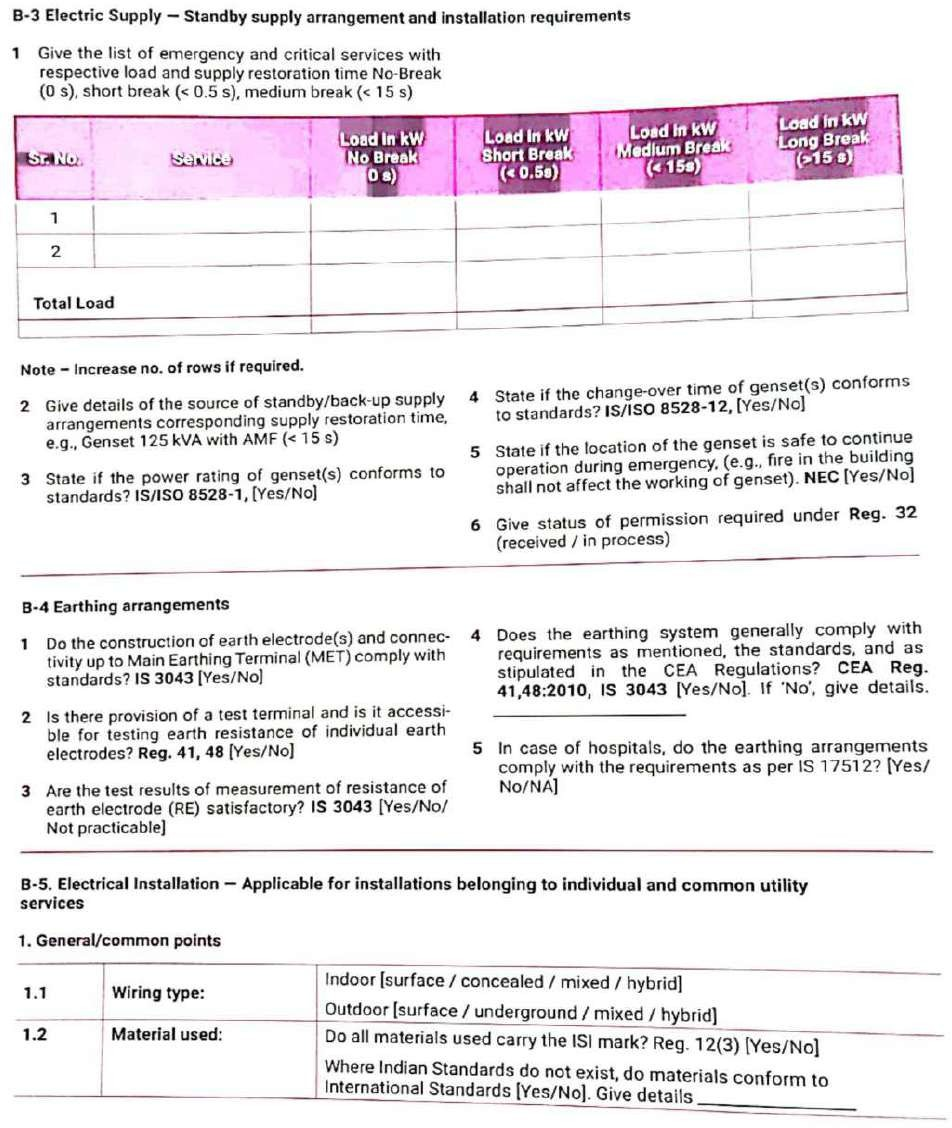 B-3 Electric Supply — Standby supply arrangement and installation requirements
1 Give the list of emergency and critical services with
respective load and supply restoration time No-Break
(0 s), short break (< 0.5 s), medium break (< 15 s)
Sr. No.
Service
Load in kW
No Break
0 s)
Load in kW
Short Break
(< 0.5s)
Load in kW
Medium Break
(< 15s)
Load in kW
Long Break
(>15 s)
1
2
Total Load
Note – Increase no. of rows if required.
2 Give details of the source of standby/back-up supply
arrangements corresponding supply restoration time,
e.g., Genset 125 kVA with AMF (< 15 s)
3 State if the power rating of genset(s) conforms to
standards? IS/ISO 8528-1, [Yes/No]
4 State if the change-over time of genset(s) conforms
to standards? IS/ISO 8528-12, [Yes/No]
5 State if the location of the genset is safe to continue
operation during emergency, (e.g., fire in the building
shall not affect the working of genset). NEC [Yes/No]
6 Give status of permission required under Reg. 32
(received / in process)
B-4 Earthing arrangements
1 Do the construction of earth electrode(s) and connec-
tivity up to Main Earthing Terminal (MET) comply with
standards? IS 3043 [Yes/No]
2 Is there provision of a test terminal and is it accessi-
ble for testing earth resistance of individual earth
electrodes? Reg. 41, 48 [Yes/No]
3 Are the test results of measurement of resistance of
earth electrode (RE) satisfactory? IS 3043 [Yes/No/
Not practicable]
4 Does the earthing system generally comply with
requirements as mentioned, the standards, and as
stipulated in the CEA Regulations? CEA Reg.
41,48:2010, IS 3043 [Yes/No]. If 'No', give details.
5 In case of hospitals, do the earthing arrangements
comply with the requirements as per IS 17512? [Yes/
No/NA]
B-5. Electrical Installation — Applicable for installations belonging to individual and common utility
services
1. General/common points
1.1
Wiring type:
Indoor [surface / concealed / mixed / hybrid]
Outdoor [surface / underground / mixed / hybrid]
1.2
Material used:
Do all materials used carry the ISI mark? Reg. 12(3) [Yes/No]
Where Indian Standards do not exist, do materials conform to
International Standards [Yes/No]. Give details